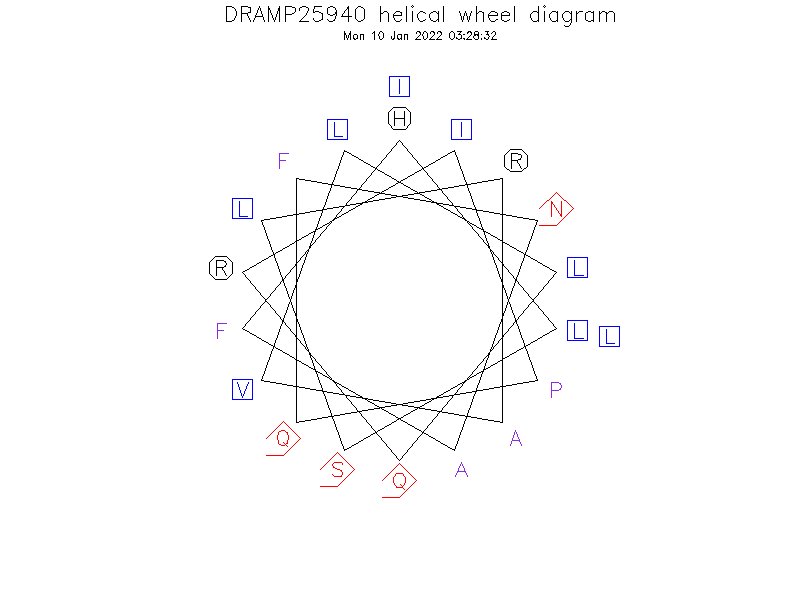 DRAMP25940 helical wheel diagram
Mon 10 Jan 2022 03:28:32
I
L H I
F R
L N
R L
F L L
V P
Q A
S Q A